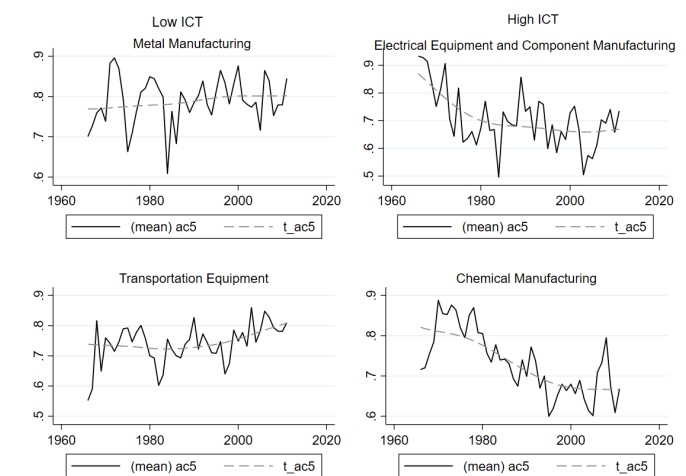 Low ICT
High ICT
Metal Manufacturing
Electrical Equipment and Component Manufacturing
.9
.8
.7
.6
1960 1980 2000 2020
(mean) ac5 t_ac5
.9
.8
.7
.6
.5
1960 1980 2000 2020
(mean) ac5 t_ac5
Transportation Equipment
Chemical Manufacturing
.9
.8
.7
.6
.5
1960 1980 2000 2020
(mean) ac5 t_ac5
.9
.8
.7
.6
1960 1980 2000 2020
(mean) ac5 t_ac5